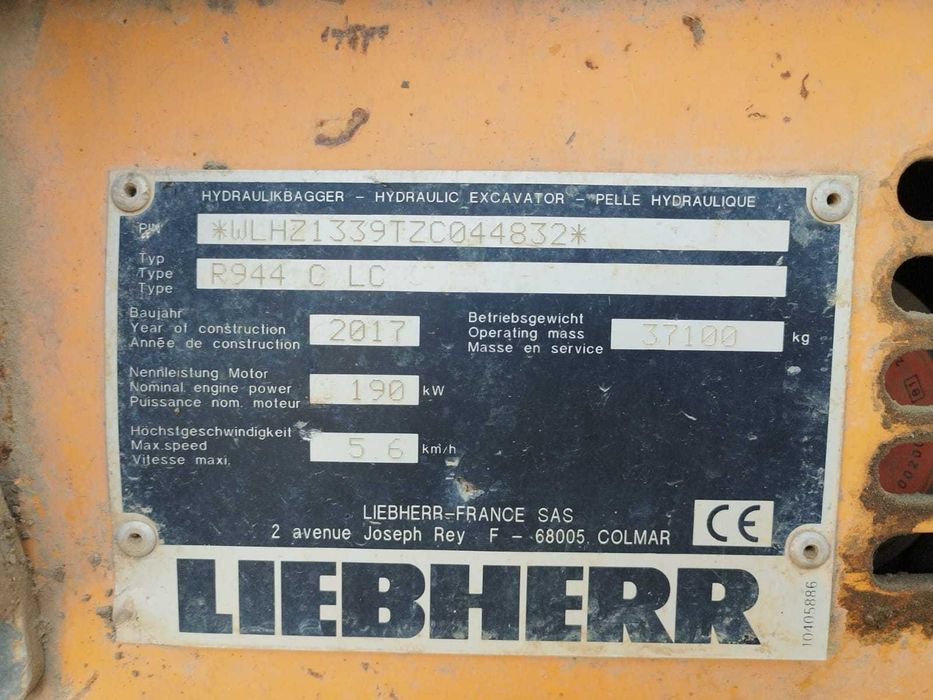 HYDRAULIKBAGGER – HYDRAULIC EXCAVATOR – PELLE HYDRAULIQUE
PIN *WLHZ1339TZC044832*
Typ
Type R944 C LC
Type
Baujahr
Year of construction 2017
Année de construction
Betriebsgewicht
Operating mass 37100 kg
Masse en service
Nennleistung Motor
Nominal engine power 190 kW
Puissance nom. moteur
Höchstgeschwindigkeit
Max.speed 5.6 km/h
Vitesse maxi.
LIEBHERR-FRANCE SAS
2 avenue Joseph Rey F – 68005 COLMAR
CE
LIEBHERR
10405886
0020